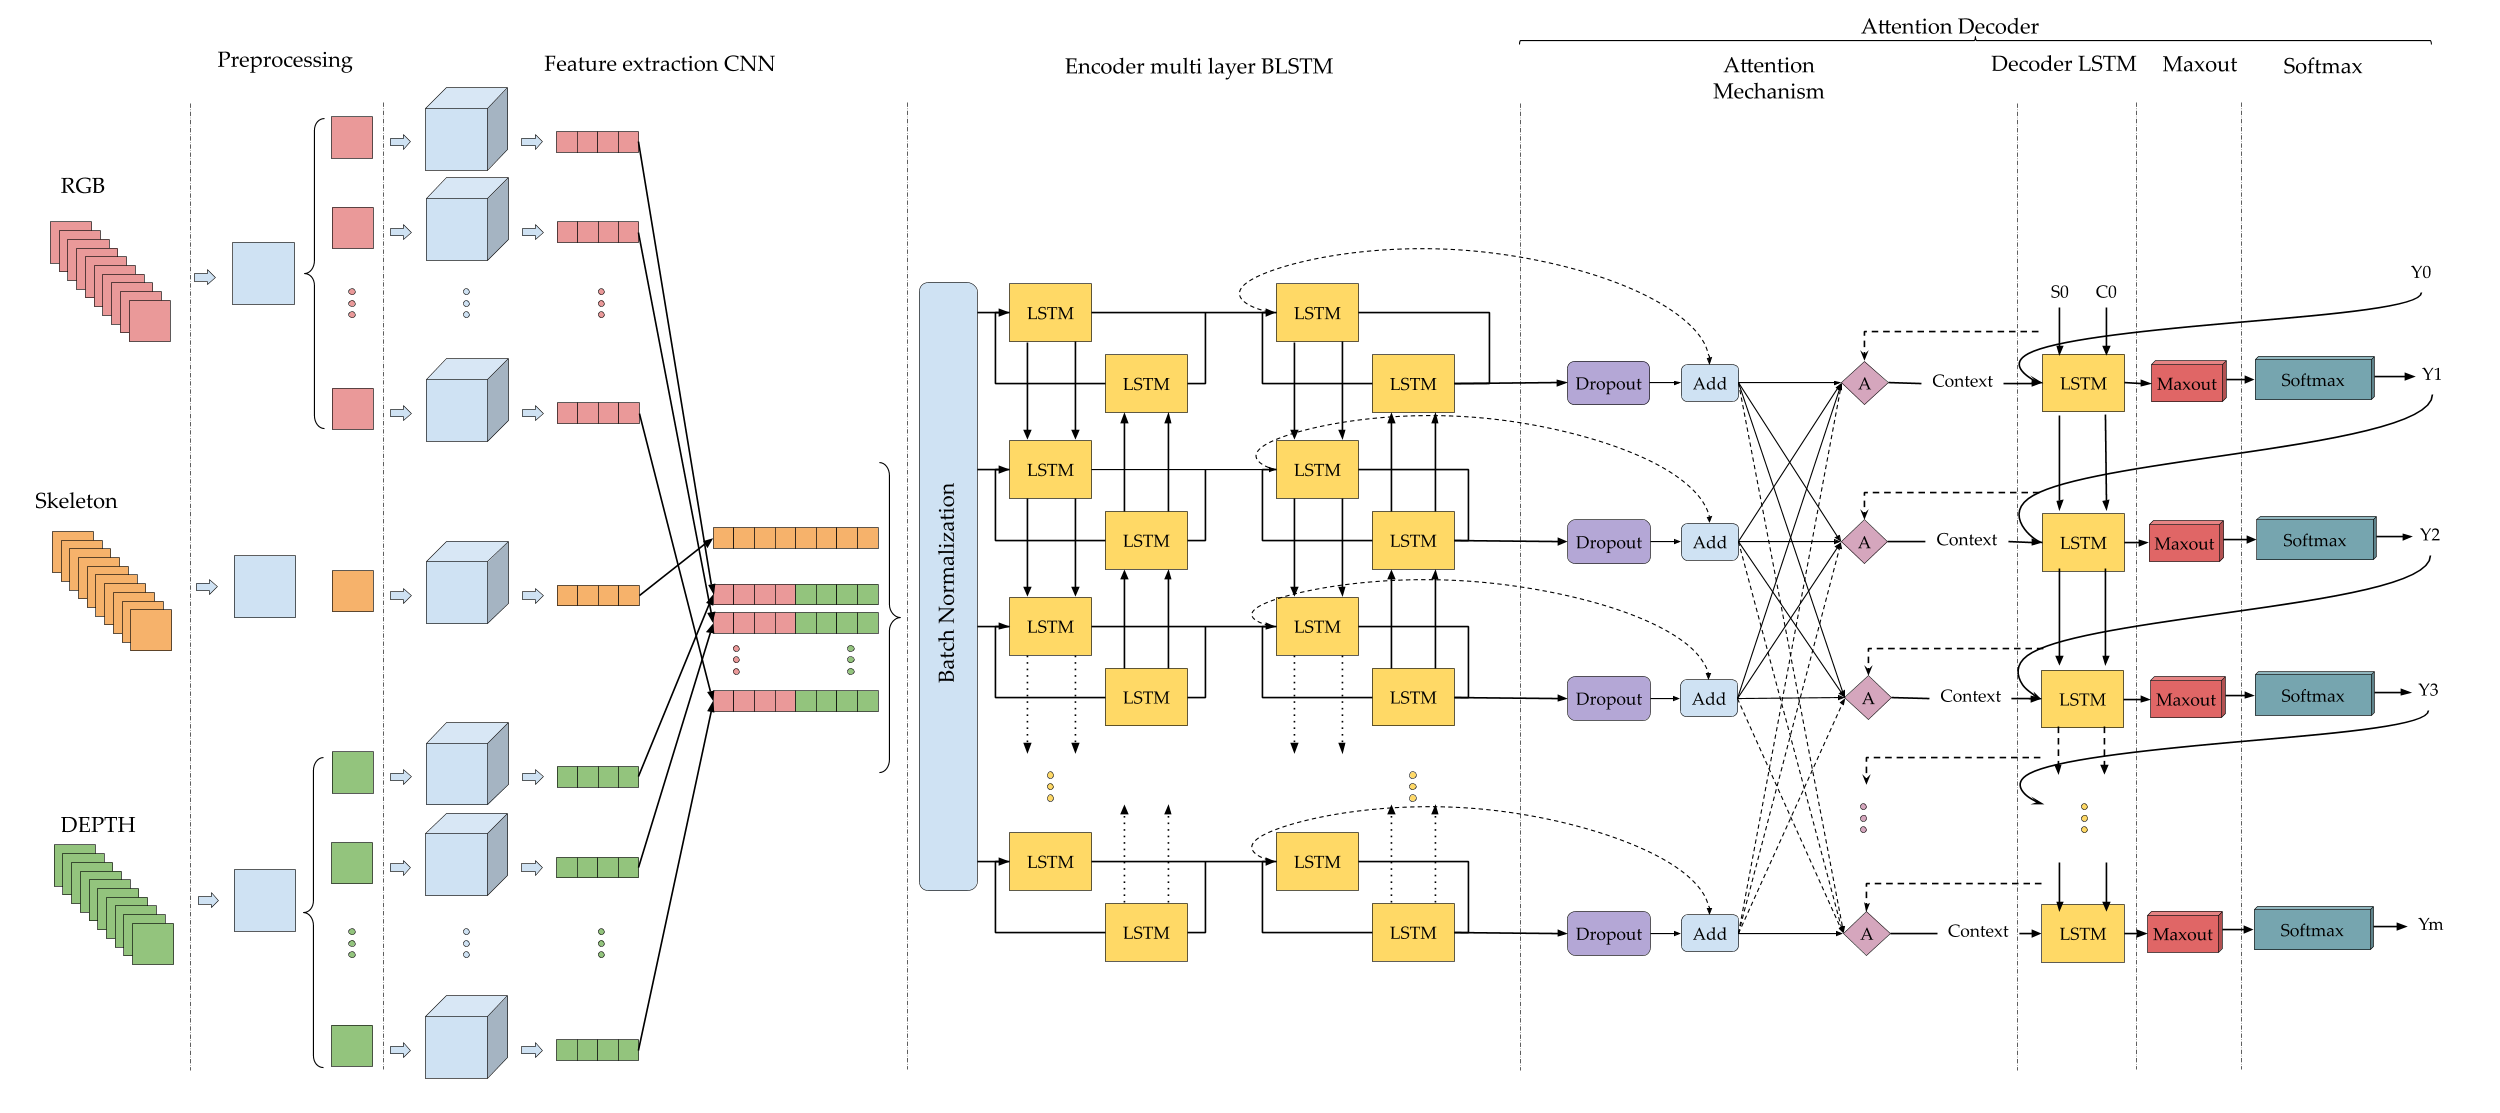 Attention Decoder
Preprocessing
Feature extraction CNN
Encoder multi layer BLSTM
Attention
Mechanism
Decoder LSTM
Maxout
Softmax
RGB
Skeleton
DEPTH
Batch Normalization
Y0
S0 C0
LSTM LSTM
LSTM LSTM Dropout Add A Context LSTM Maxout Softmax Y1
LSTM LSTM
LSTM LSTM Dropout Add A Context LSTM Maxout Softmax Y2
LSTM LSTM
LSTM LSTM Dropout Add A Context LSTM Maxout Softmax Y3
LSTM LSTM
LSTM LSTM Dropout Add A Context LSTM Maxout Softmax Ym